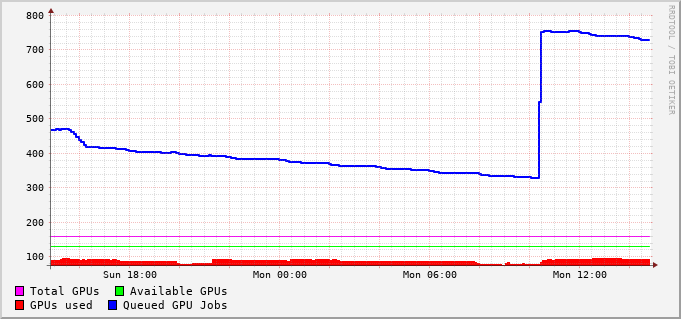 800
700
600
500
400
300
200
100
Sun 18:00 Mon 00:00 Mon 06:00 Mon 12:00
Total GPUs Available GPUs
GPUs used Queued GPU Jobs
RRDTOOL / TOBI OETIKER